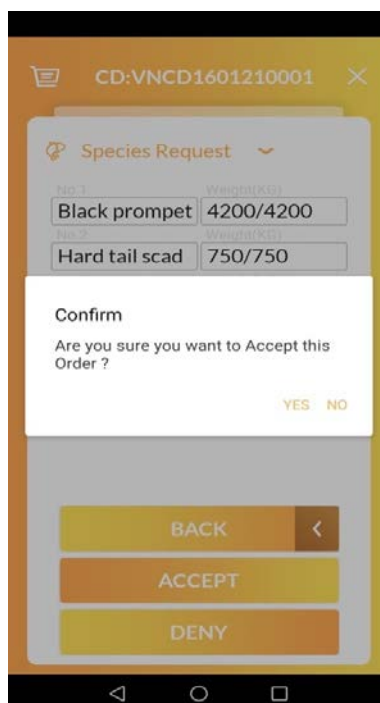 CD:VNCD1601210001
Species Request
No.1 Weight(KG)
Black prompet 4200/4200
No.2 Weight(KG)
Hard tail scad 750/750
Confirm
Are you sure you want to Accept this
Order ?
YES NO
BACK
ACCEPT
DENY